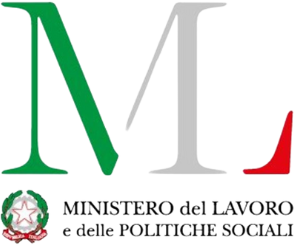 ML
MINISTERO del LAVORO
e delle POLITICHE SOCIALI